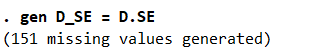 . gen D_SE = D.SE
(151 missing values generated)